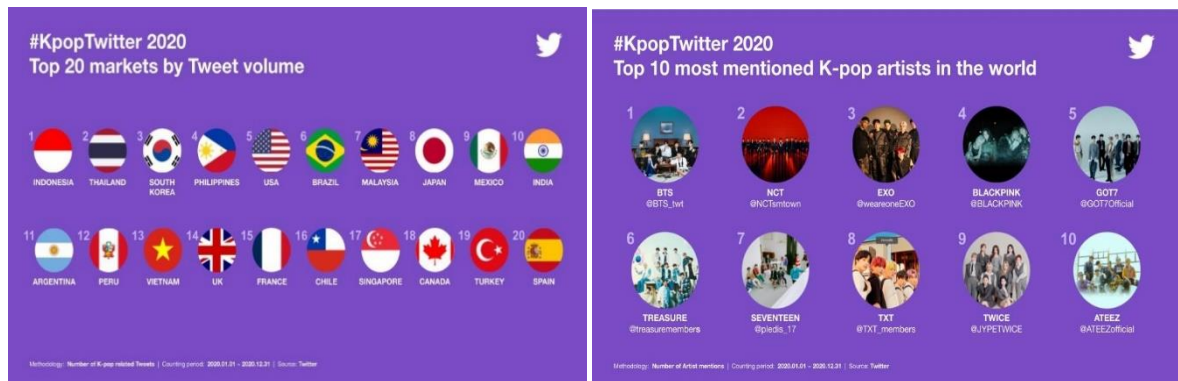 #KpopTwitter 2020
Top 20 markets by Tweet volume
1 2 3 4 5 6 7 8 9 10
INDONESIA THAILAND SOUTH KOREA PHILIPPINES USA BRAZIL MALAYSIA JAPAN MEXICO INDIA
11 12 13 14 15 16 17 18 19 20
ARGENTINA PERU VIETNAM UK FRANCE CHILE SINGAPORE CANADA TURKEY SPAIN
Methodology: Number of K-pop related Tweets | Counting period: 2020.01.01 - 2020.12.31 | Source: Twitter
#KpopTwitter 2020
Top 10 most mentioned K-pop artists in the world
1 2 3 4 5
BTS NCT EXO BLACKPINK GOT7
@BTS_twt @NCTsmtown @weareoneEXO @BLACKPINK @GOT7Official
6 7 8 9 10
TREASURE SEVENTEEN TXT TWICE ATEEZ
@treasuremembers @pledis_17 @TXT_members @JYPETWICE @ATEEZofficial
Methodology: Number of Artist mentions | Counting period: 2020.01.01 - 2020.12.31 | Source: Twitter